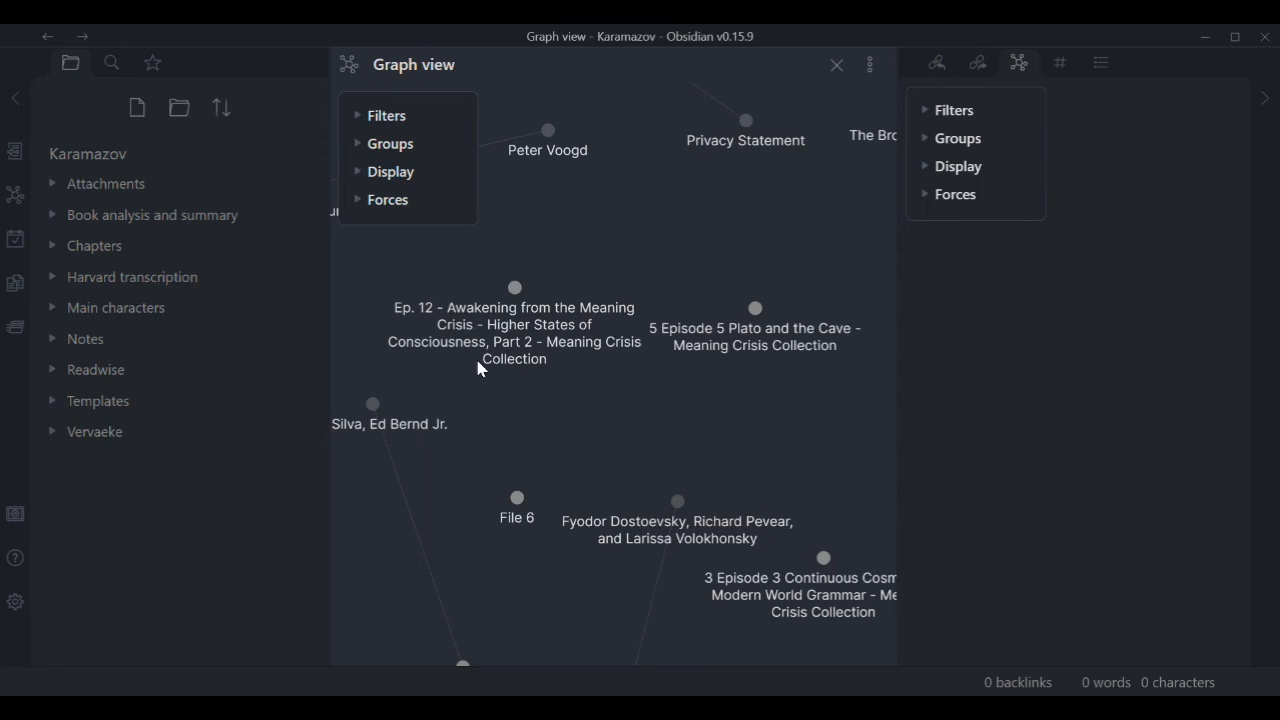 Graph view - Karamazov - Obsidian v0.15.9
Graph view
Karamazov
Attachments
Book analysis and summary
Chapters
Harvard transcription
Main characters
Notes
Readwise
Templates
Vervaeke
Filters
Groups
Display
Forces
Peter Voogd
Privacy Statement
The Bro
Ep. 12 - Awakening from the Meaning
Crisis - Higher States of
Consciousness, Part 2 - Meaning Crisis
Collection
5 Episode 5 Plato and the Cave -
Meaning Crisis Collection
Silva, Ed Bernd Jr.
File 6
Fyodor Dostoevsky, Richard Pevear,
and Larissa Volokhonsky
3 Episode 3 Continuous Cosm
Modern World Grammar - Me
Crisis Collection
Filters
Groups
Display
Forces
0 backlinks 0 words 0 characters